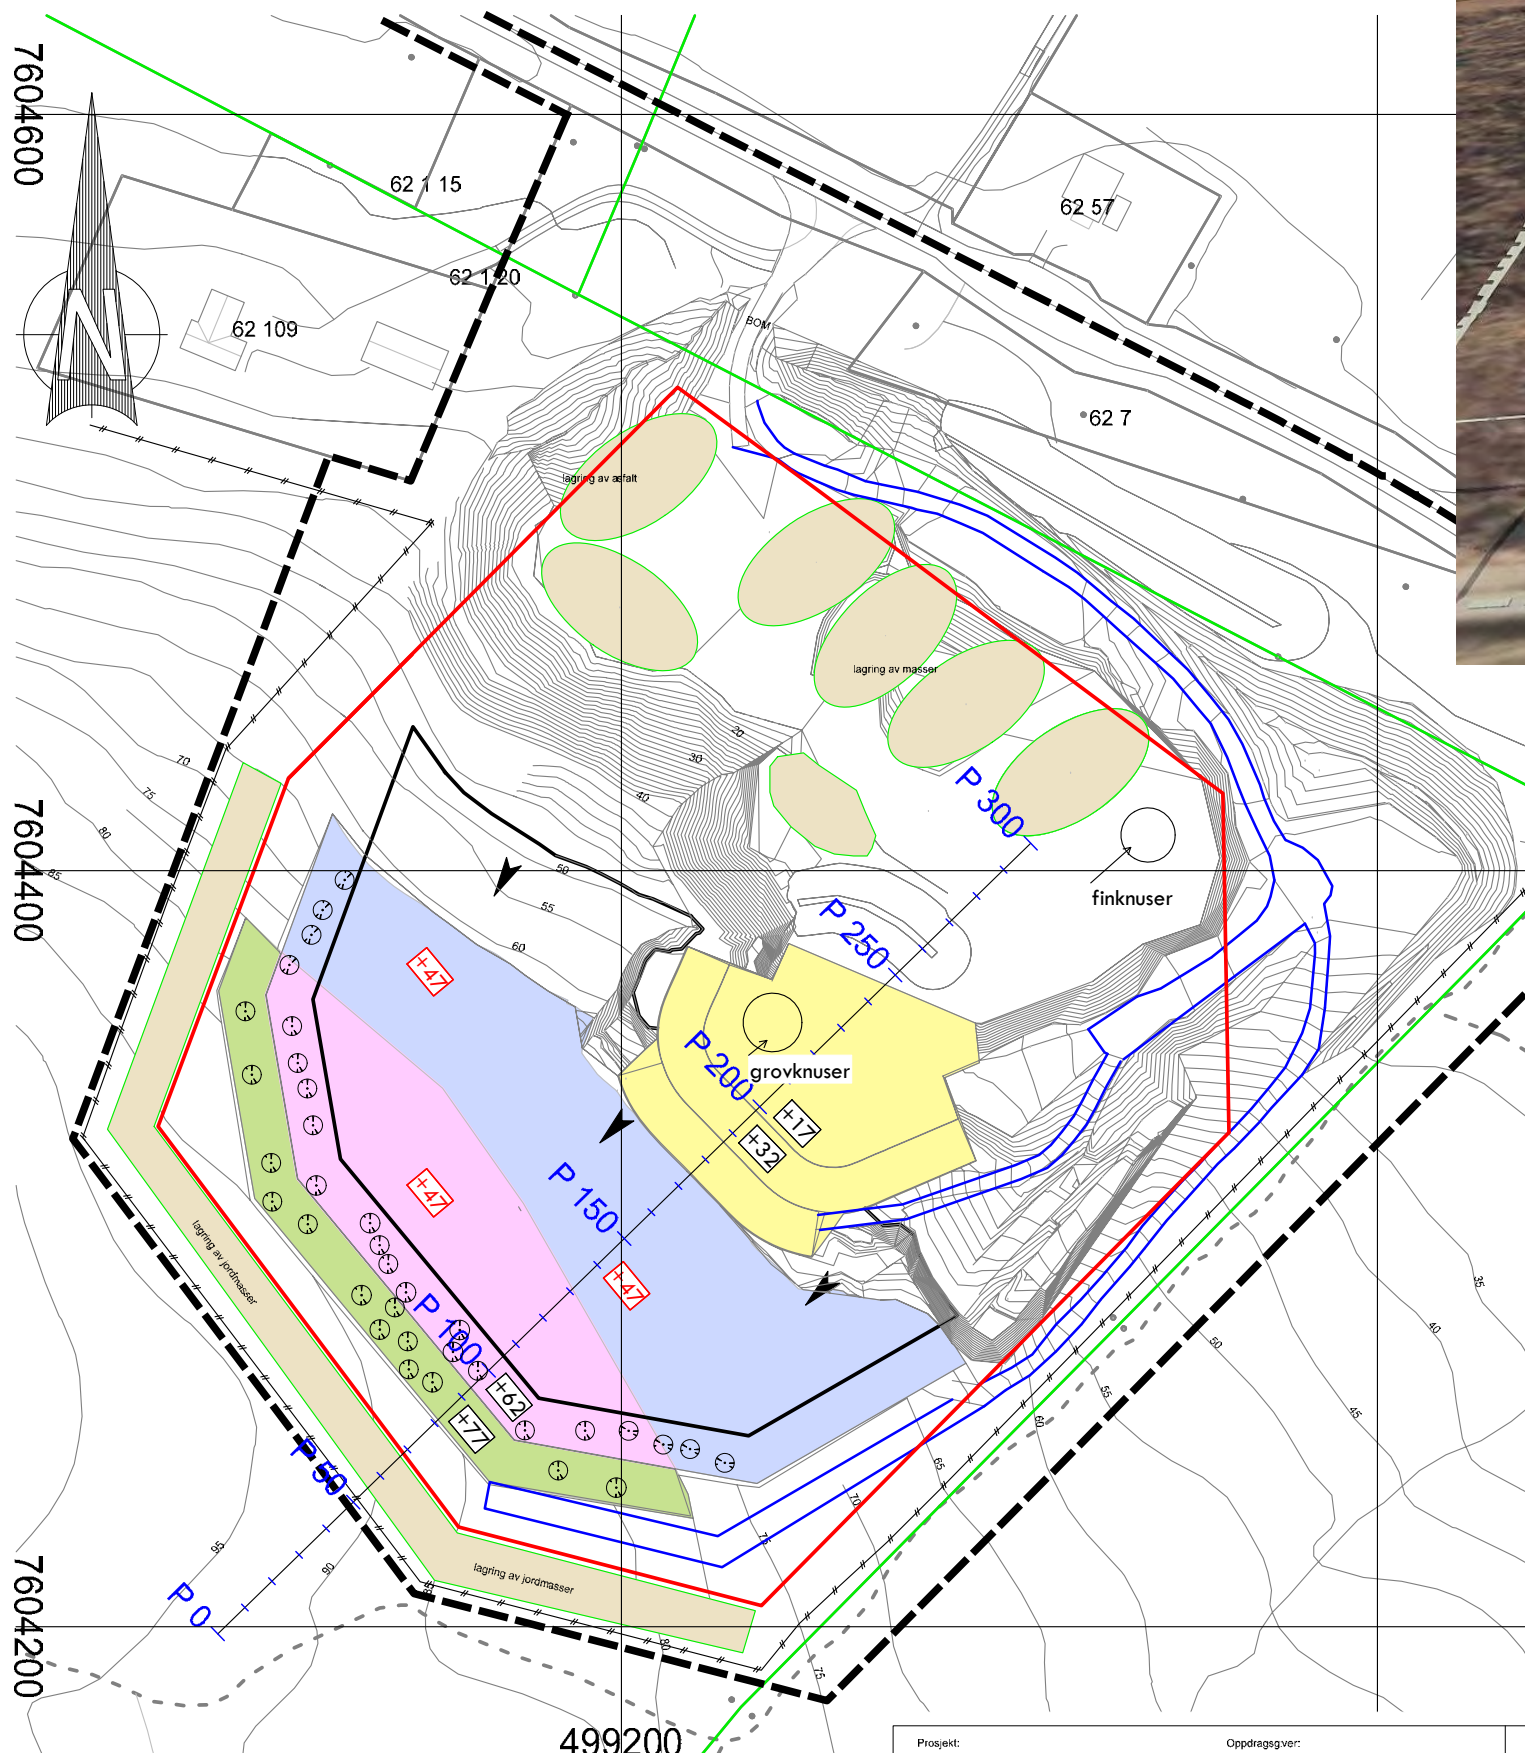 7604600
62 1 15
62 57
62 1 20
62 109
N
BOM
62 7
lagring av asfalt
lagring av masser
20
30
40
70
75
80
85
50
55
60
P 300
finknuser
7604400
P 250
+47
P 200
grovknuser
+17
+32
+47
P 150
+47
lagring av jordmasser
P 100
+62
+77
P 50
35
40
50
55
45
60
65
70
75
95
90
85
lagring av jordmasser
P 0
80
75
7604200
499200
Prosjekt:
Oppdragsgiver: